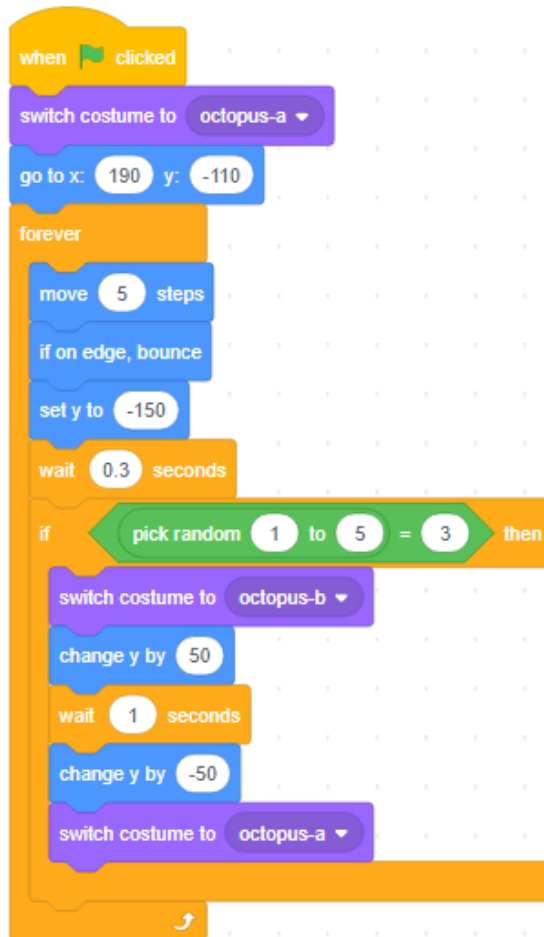 when clicked
switch costume to octopus-a
go to x: 190 y: -110
forever
move 5 steps
if on edge, bounce
set y to -150
wait 0.3 seconds
if pick random 1 to 5 = 3 then
switch costume to octopus-b
change y by 50
wait 1 seconds
change y by -50
switch costume to octopus-a